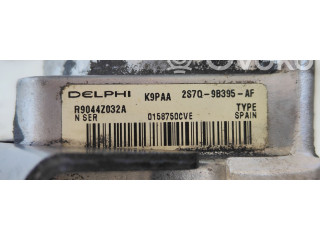 DELPHI K9PAA 2S7Q-9B395-AF
R9044Z032A TYPE
N SER 0158750CVE SPAIN